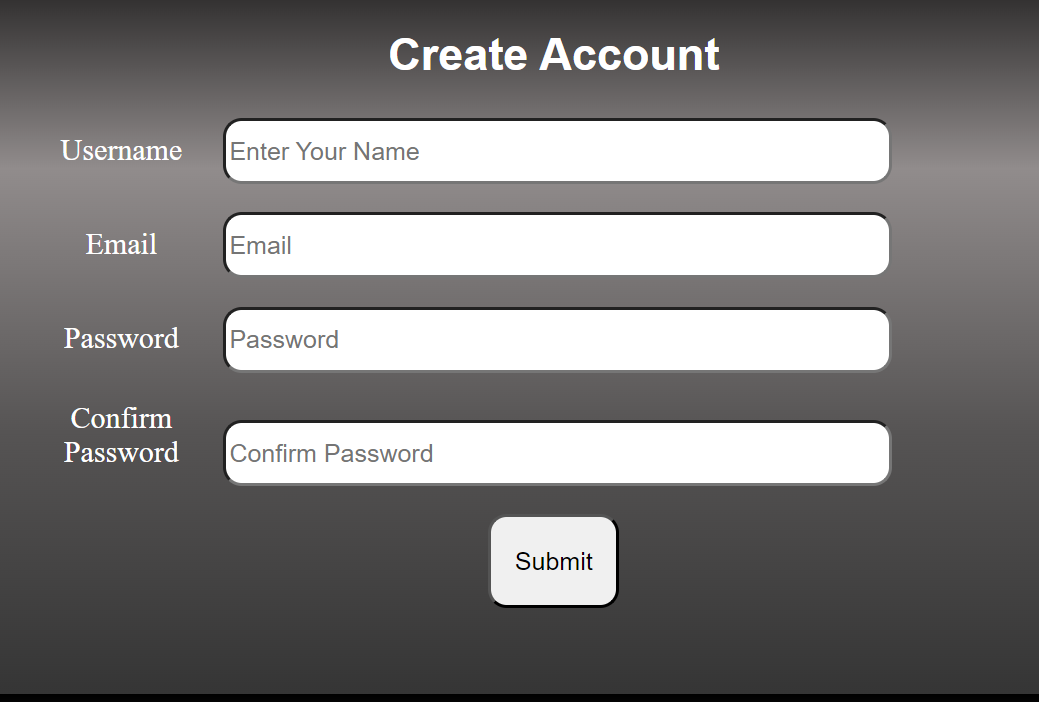 Create Account
Username
Enter Your Name
Email
Email
Password
Password
Confirm
Password
Confirm Password
Submit